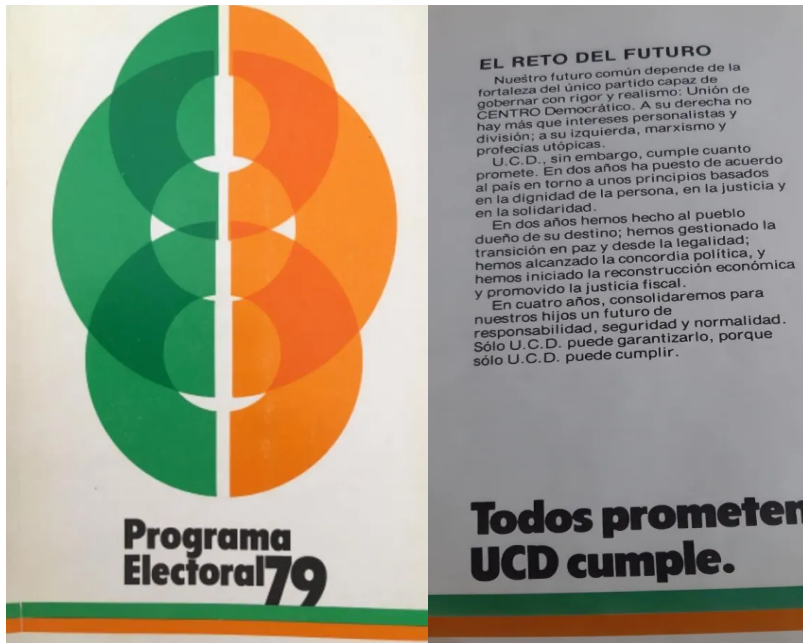 Programa
Electoral 79
EL RETO DEL FUTURO
Nuestro futuro común depende de la
fortaleza del único partido capaz de
gobernar con rigor y realismo: Unión de
CENTRO Democrático. A su derecha no
hay más que intereses personalistas y
división; a su izquierda, marxismo y
profecías utópicas.
U.C.D., sin embargo, cumple cuanto
promete. En dos años ha puesto de acuerdo
al país en torno a unos principios basados
en la dignidad de la persona, en la justicia y
en la solidaridad.
En dos años hemos hecho al pueblo
dueño de su destino; hemos gestionado la
transición en paz y desde la legalidad;
hemos alcanzado la concordia política, y
hemos iniciado la reconstrucción económica
y promovido la justicia fiscal.
En cuatro años, consolidaremos para
nuestros hijos un futuro de
responsabilidad, seguridad y normalidad.
Sólo U.C.D. puede garantizarlo, porque
sólo U.C.D. puede cumplir.
Todos prometen
UCD cumple.